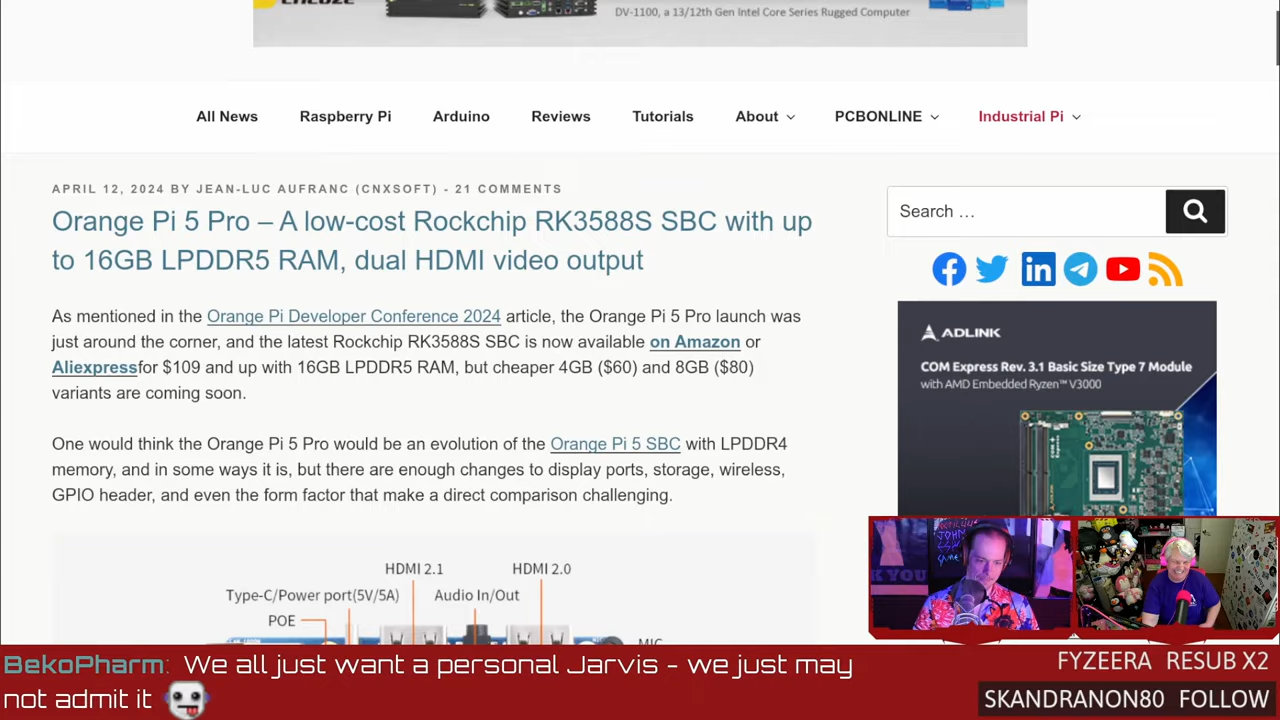 DV-1100, a 13/12th Gen Intel Core Series Rugged Computer
All News
Raspberry Pi
Arduino
Reviews
Tutorials
About
PCBONLINE
Industrial Pi
APRIL 12, 2024 BY JEAN-LUC AUFRANC (CNXSOFT) - 21 COMMENTS
Orange Pi 5 Pro – A low-cost Rockchip RK3588S SBC with up
to 16GB LPDDR5 RAM, dual HDMI video output
As mentioned in the Orange Pi Developer Conference 2024 article, the Orange Pi 5 Pro launch was
just around the corner, and the latest Rockchip RK3588S SBC is now available on Amazon or
Aliexpressfor $109 and up with 16GB LPDDR5 RAM, but cheaper 4GB ($60) and 8GB ($80)
variants are coming soon.
One would think the Orange Pi 5 Pro would be an evolution of the Orange Pi 5 SBC with LPDDR4
memory, and in some ways it is, but there are enough changes to display ports, storage, wireless,
GPIO header, and even the form factor that make a direct comparison challenging.
HDMI 2.1
HDMI 2.0
Type-C/Power port(5V/5A)
Audio In/Out
POE
MIC
Search …
ADLINK
COM Express Rev. 3.1 Basic Size Type 7 Module
with AMD Embedded Ryzen™ V3000
BekoPharm: We all just want a personal Jarvis - we just may
not admit it
FYZEERA RESUB X2
SKANDRANON80 FOLLOW